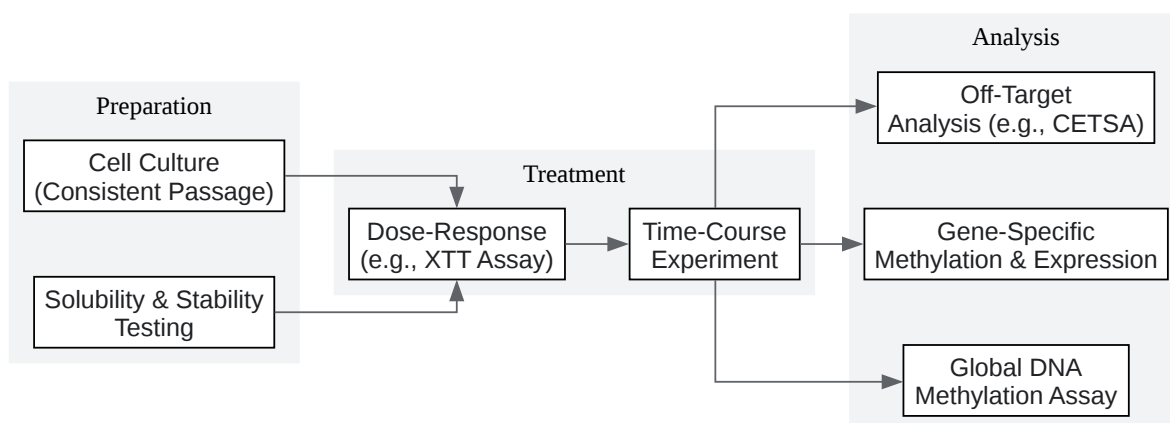 Preparation
Cell Culture
(Consistent Passage)
Solubility & Stability
Testing
Treatment
Dose-Response
(e.g., XTT Assay)
Time-Course
Experiment
Analysis
Off-Target
Analysis (e.g., CETSA)
Gene-Specific
Methylation & Expression
Global DNA
Methylation Assay